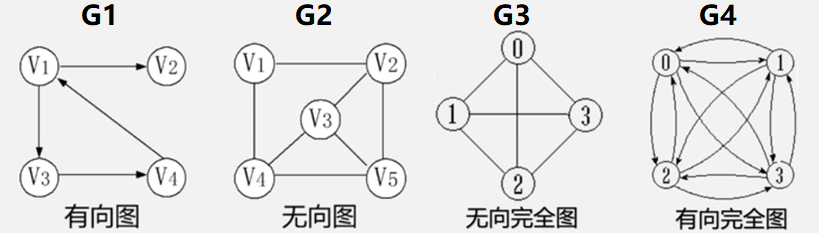 G1 G2 G3 G4
V1 V2 V1 V2 0 0 1
V3 1 3
V3 V4 V4 V5 2 2 3
有向图 无向图 无向完全图 有向完全图